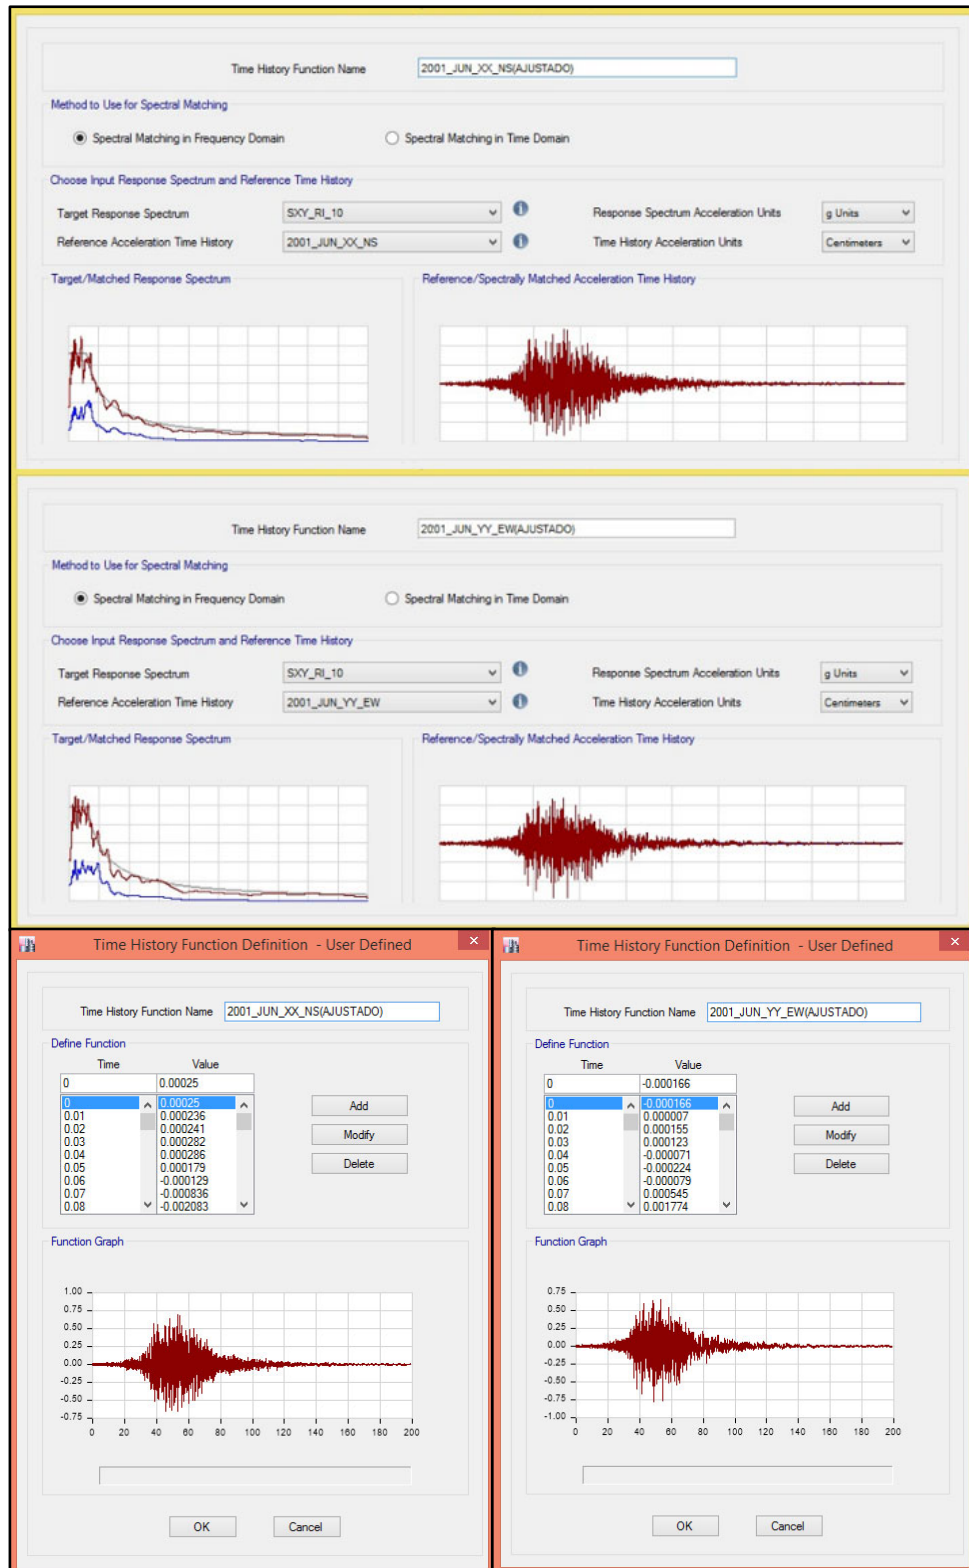 Time History Function Name 2001_JUN_XX_NS(AJUSTADO)
Method to Use for Spectral Matching
Spectral Matching in Frequency Domain Spectral Matching in Time Domain
Choose Input Response Spectrum and Reference Time History
Target Response Spectrum SXY_RI_10 Response Spectrum Acceleration Units g Units
Reference Acceleration Time History 2001_JUN_XX_NS Time History Acceleration Units Centimeters
Target/Matched Response Spectrum Reference/Spectrally Matched Acceleration Time History
Time History Function Name 2001_JUN_YY_EW(AJUSTADO)
Method to Use for Spectral Matching
Spectral Matching in Frequency Domain Spectral Matching in Time Domain
Choose Input Response Spectrum and Reference Time History
Target Response Spectrum SXY_RI_10 Response Spectrum Acceleration Units g Units
Reference Acceleration Time History 2001_JUN_YY_EW Time History Acceleration Units Centimeters
Target/Matched Response Spectrum Reference/Spectrally Matched Acceleration Time History
Time History Function Definition - User Defined
Time History Function Name 2001_JUN_XX_NS(AJUSTADO)
Define Function
Time Value
0 0.00025
0 0.00025 Add
0.01 0.000236
0.02 0.000241
0.03 0.000282 Modify
0.04 0.000286
0.05 0.000179 Delete
0.06 -0.000129
0.07 -0.000836
0.08 -0.002083
Function Graph
1.00
0.75
0.50
0.25
0.00
-0.25
-0.50
-0.75
0 20 40 60 80 100 120 140 160 180 200
OK Cancel
Time History Function Definition - User Defined
Time History Function Name 2001_JUN_YY_EW(AJUSTADO)
Define Function
Time Value
0 -0.000166
0 -0.000166 Add
0.01 0.000007
0.02 0.000155
0.03 0.000123 Modify
0.04 -0.000071
0.05 -0.000224 Delete
0.06 -0.000079
0.07 0.000545
0.08 0.001774
Function Graph
0.75
0.50
0.25
0.00
-0.25
-0.50
-0.75
-1.00
0 20 40 60 80 100 120 140 160 180 200
OK Cancel